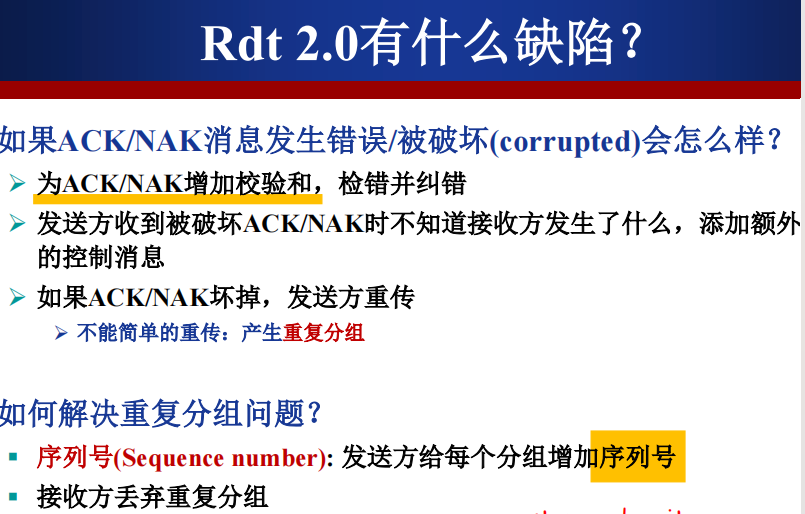 Rdt 2.0有什么缺陷？
如果ACK/NAK消息发生错误/被破坏(corrupted)会怎么样？
为ACK/NAK增加校验和，检错并纠错
发送方收到被破坏ACK/NAK时不知道接收方发生了什么，添加额外
的控制消息
如果ACK/NAK坏掉，发送方重传
不能简单的重传：产生重复分组
如何解决重复分组问题？
序列号(Sequence number): 发送方给每个分组增加序列号
接收方丢弃重复分组